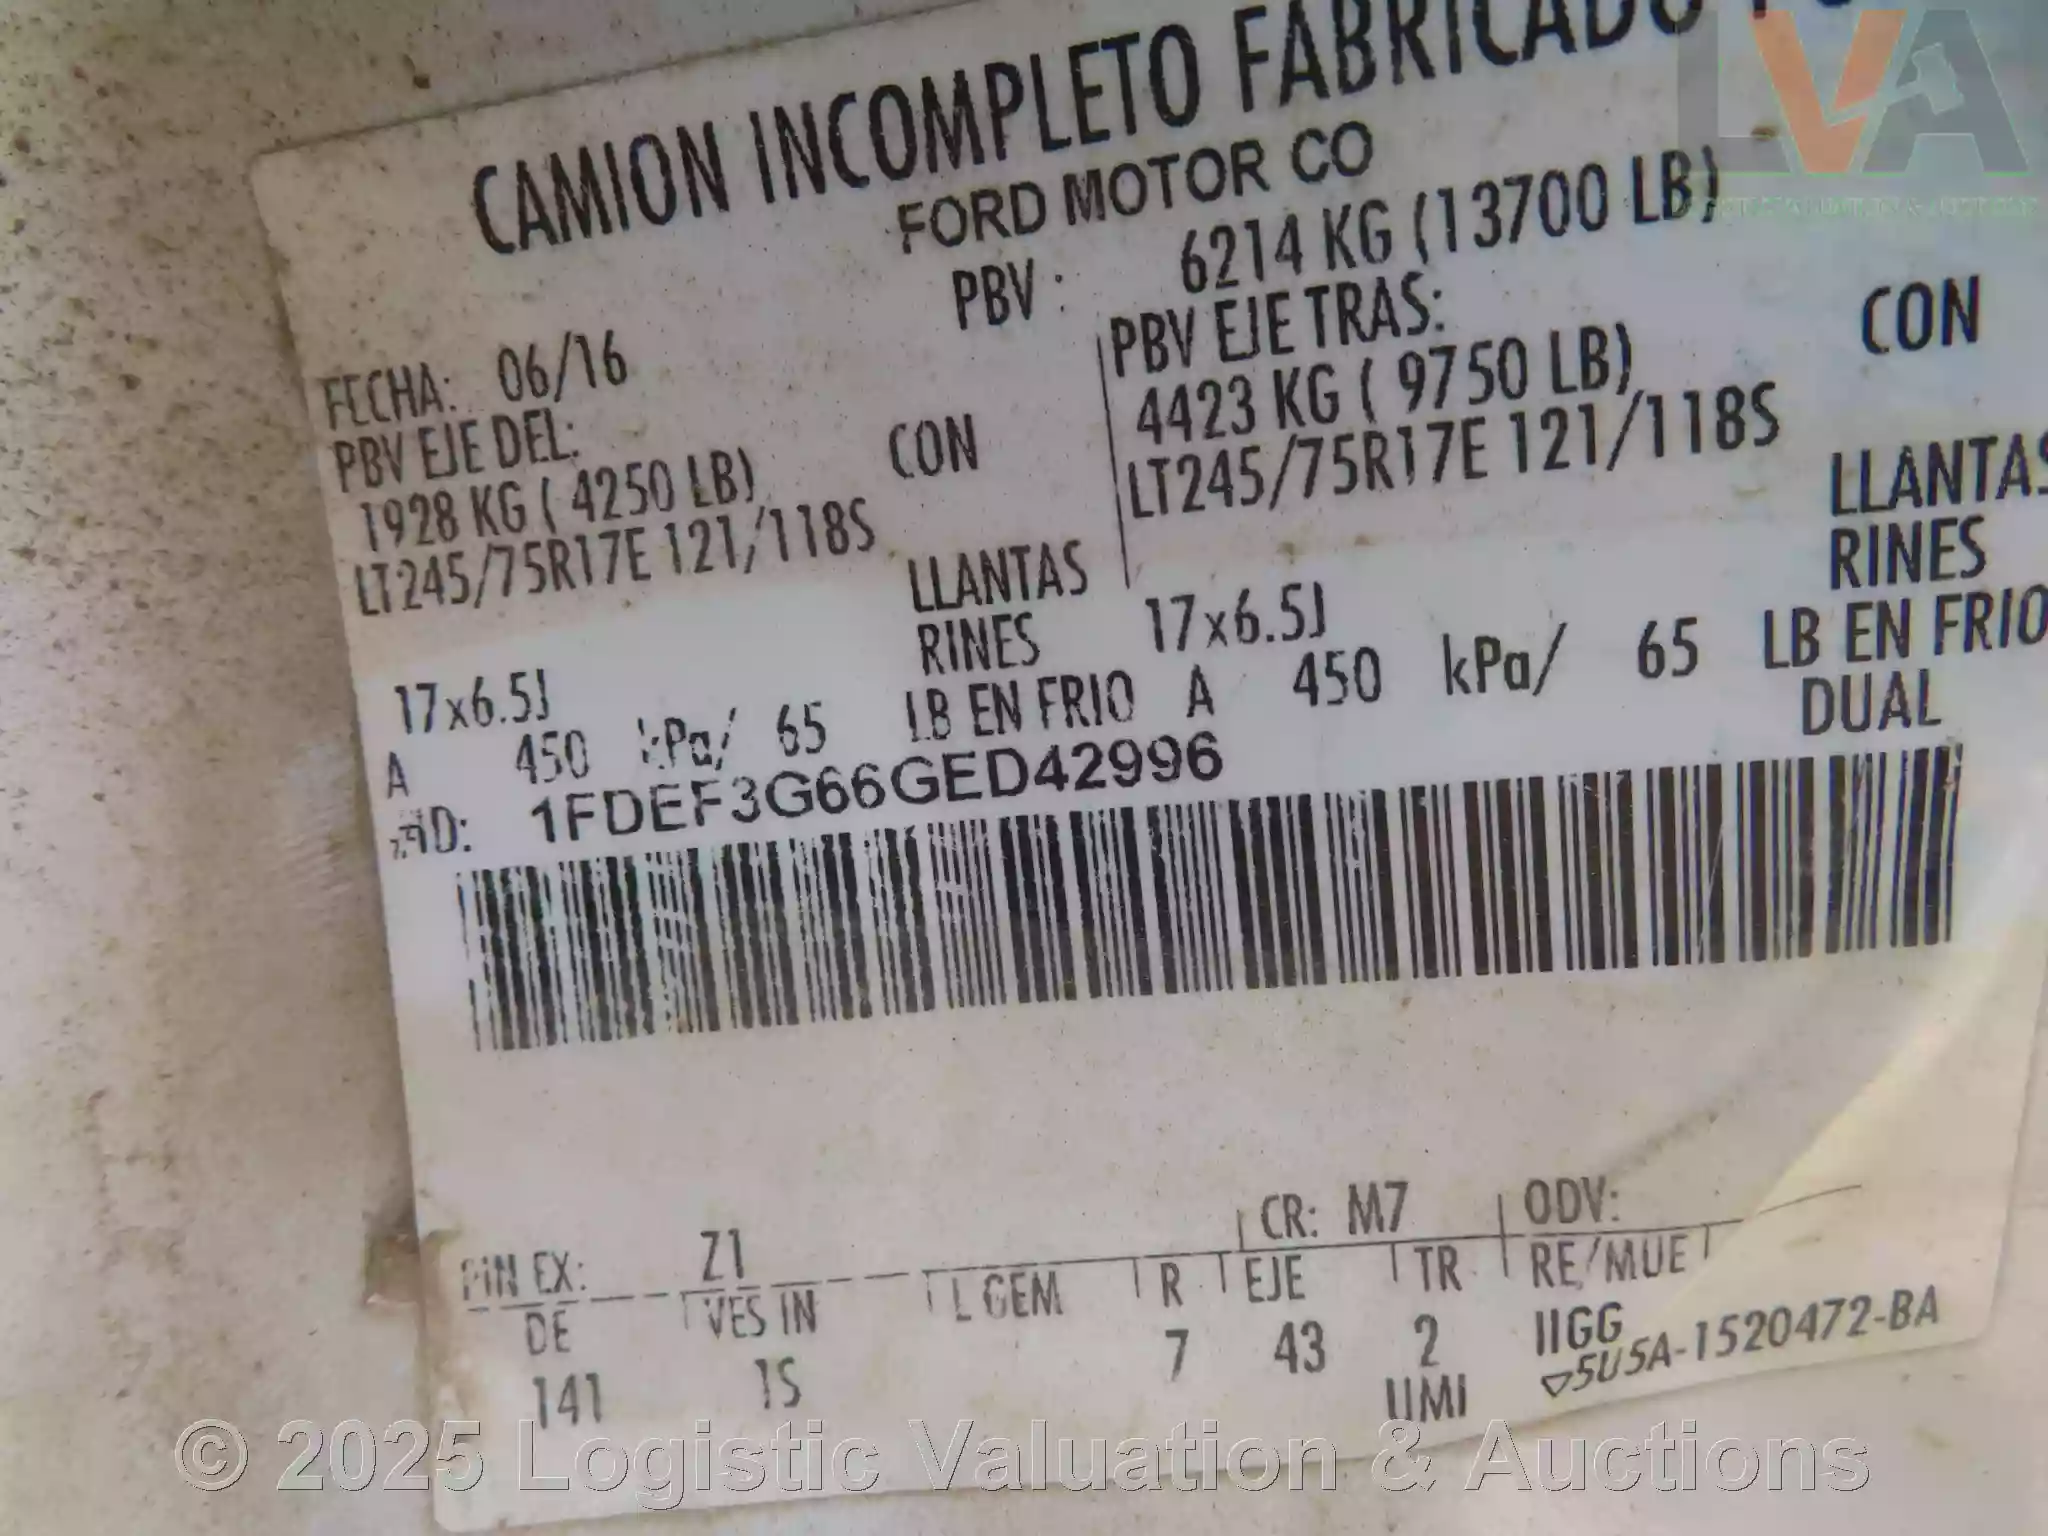 CAMION INCOMPLETO FABRICADO
LVA
FORD MOTOR CO
FECHA: 06/16 PBV: 6214 KG (13700 LB)
PBV EJE DEL: PBV EJE TRAS:
1928 KG ( 4250 LB) CON 4423 KG ( 9750 LB) CON
LT245/75R17E 121/118S LT245/75R17E 121/118S
LLANTAS LLANTAS
17x6.5J RINES 17x6.5J RINES
A 450 kPa/ 65 LB EN FRIO A 450 kPa/ 65 LB EN FRIO
DUAL
1FDEF3G66GED42996
PIN EX: Z1 CR: M7 ODV:
DE VES IN R EJE TR RE/MUE
141 1S 7 43 2 IIGG
UMI ▽5U5A-1520472-BA
© 2025 Logistic Valuation & Auctions